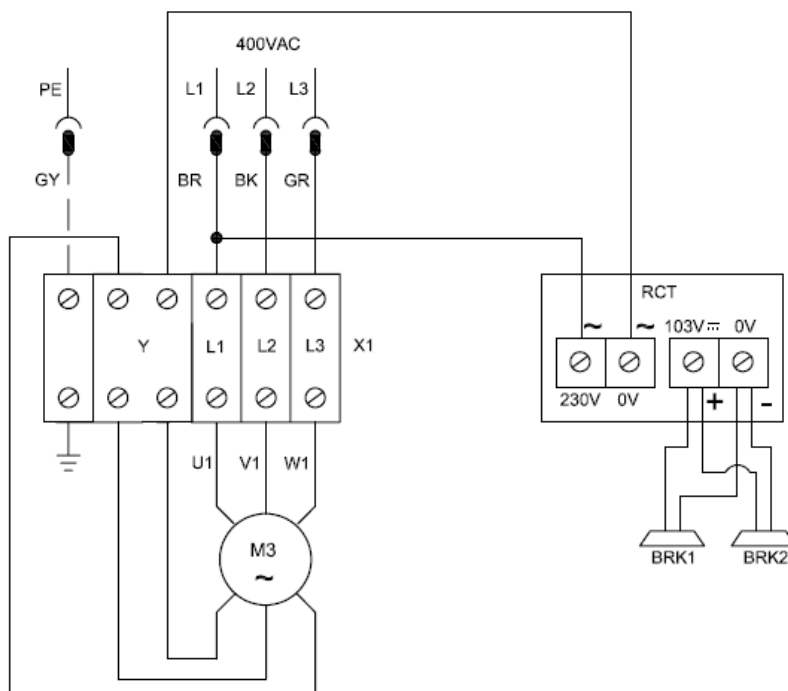 400VAC
PE L1 L2 L3
GY BR BK GR
RCT
~ ~ 103V⎓ 0V
Y L1 L2 L3 X1
230V 0V + -
U1 V1 W1
M3
~
BRK1 BRK2